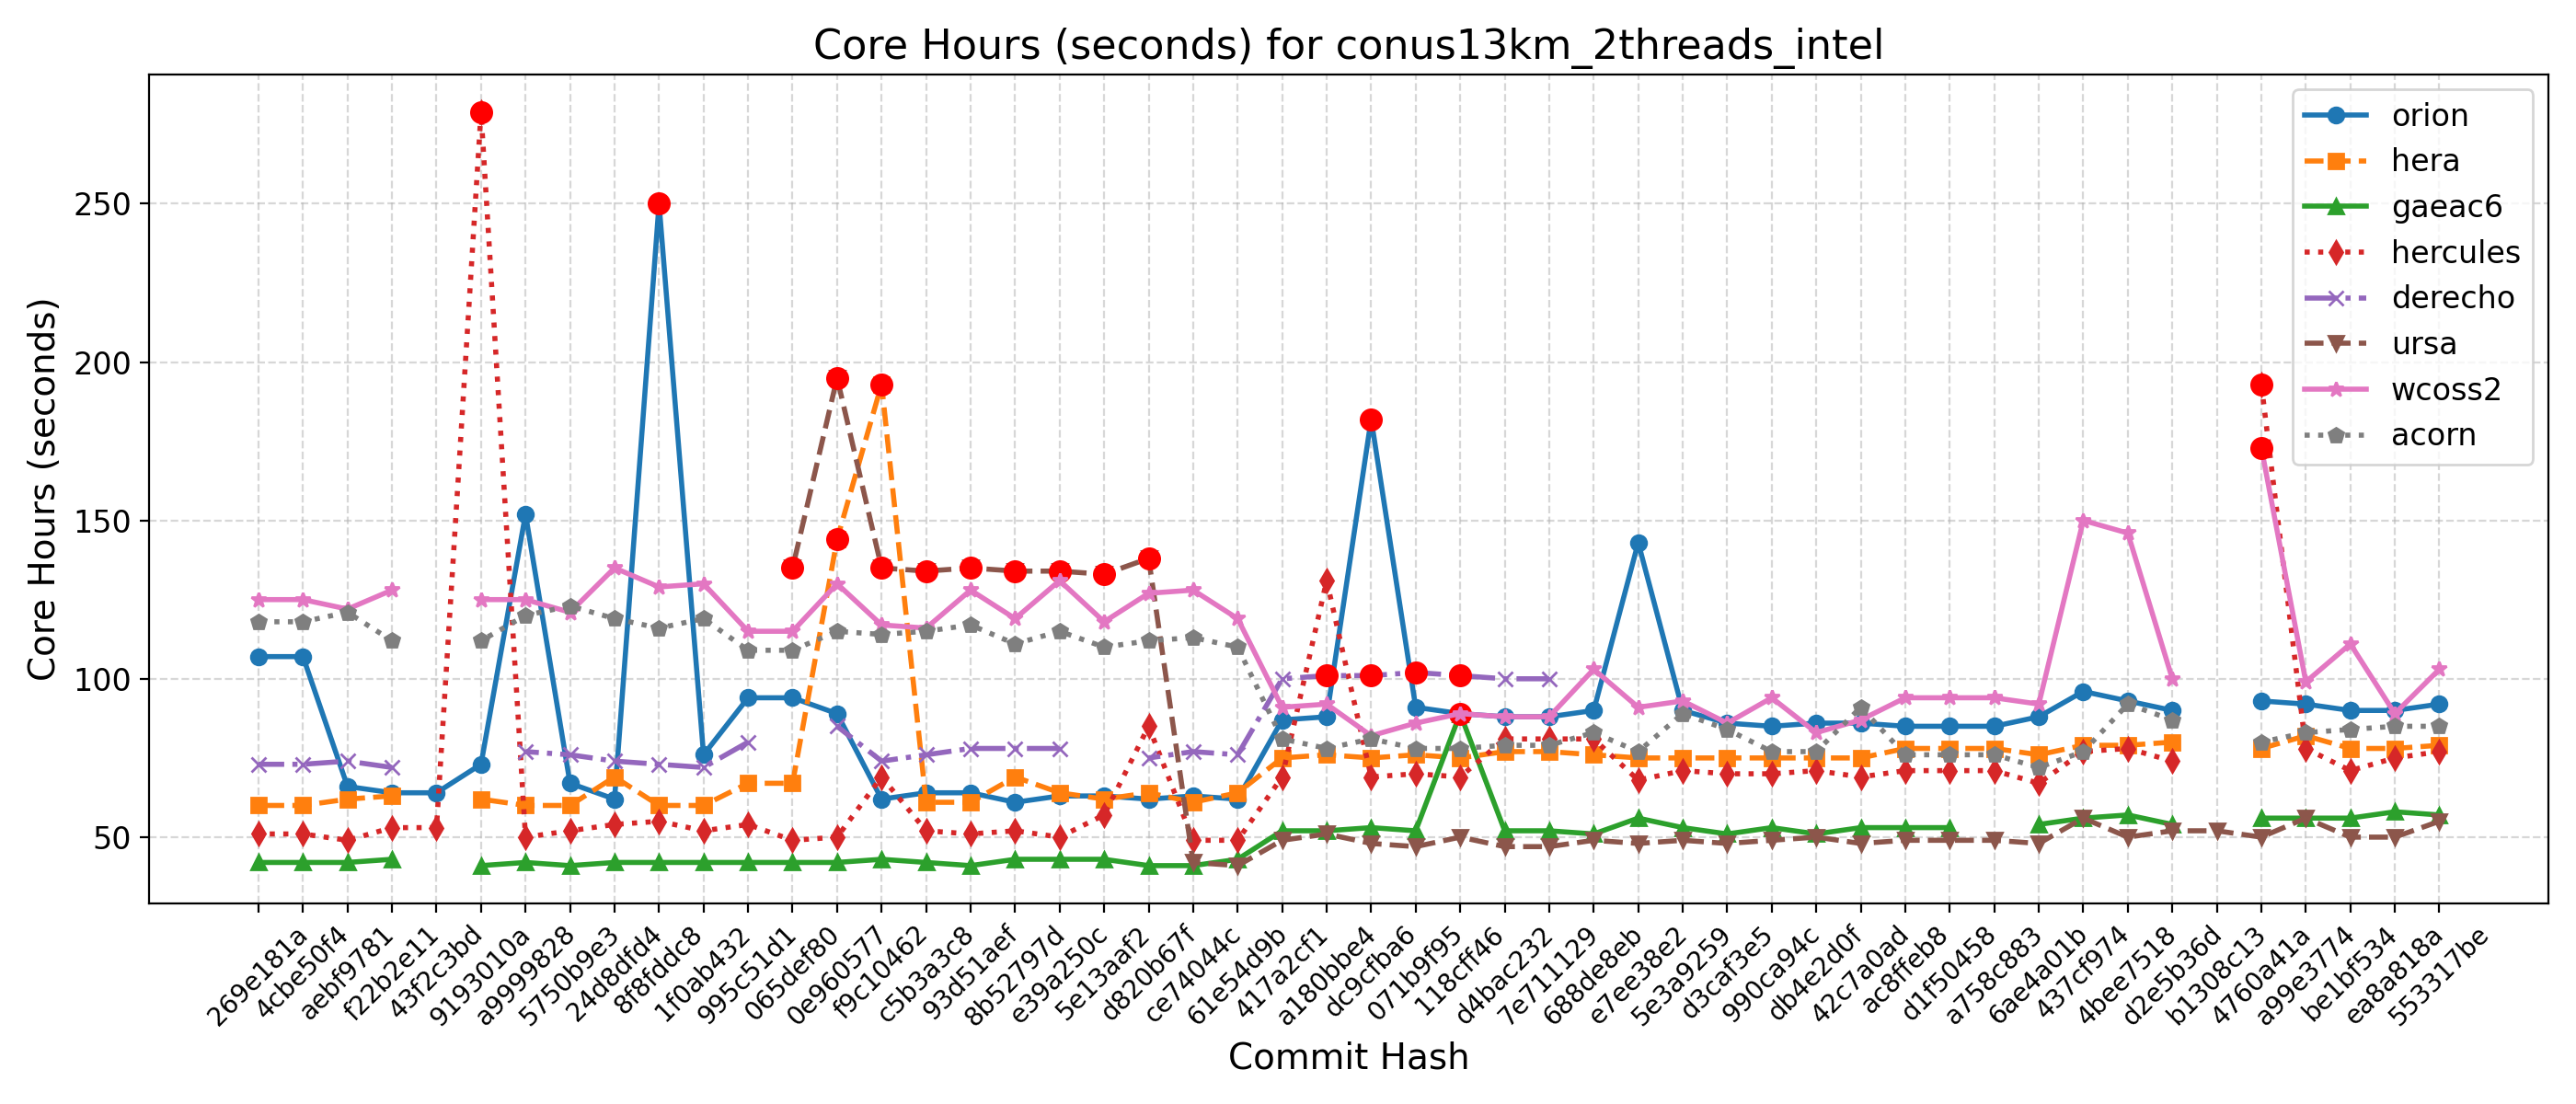 Core Hours (seconds) for conus13km_2threads_intel
Core Hours (seconds)
250
200
150
100
50
orion
hera
gaeac6
hercules
derecho
ursa
wcoss2
acorn
269e181a
4cbe50f4
aebf9781
f22b2e11
43f2c3bd
9193010a
a9999828
5750b9e3
24d8dfd4
8f8fddc8
1f0ab432
995c51d1
065def80
0e960577
f9c10462
c5b3a3c8
93d51aef
8b52797d
e39a250c
5e13aaf2
d820b67f
ce74044c
61e54d9b
417a2cf1
a180bbe4
dc9cfba6
071b9f95
118cff46
d4bac232
7e711129
688de8eb
e7ee38e2
5e3a9259
d3caf3e5
990ca94c
db4e2d0f
42c7a0ad
ac8ffeb8
d1f50458
a758c883
6ae4a01b
437cf974
4bee7518
d2e5b36d
b1308c13
4760a41a
a99e3774
be1bf534
ea8a818a
553317be
Commit Hash